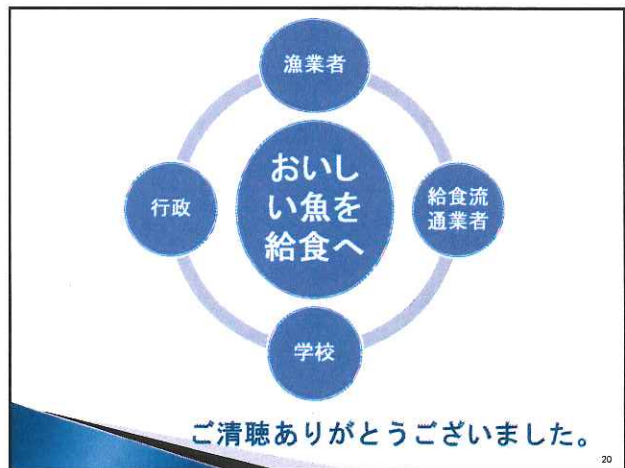 漁業者
おいし
い魚を
給食へ
行政
給食流
通業者
学校
ご清聴ありがとうございました。
20